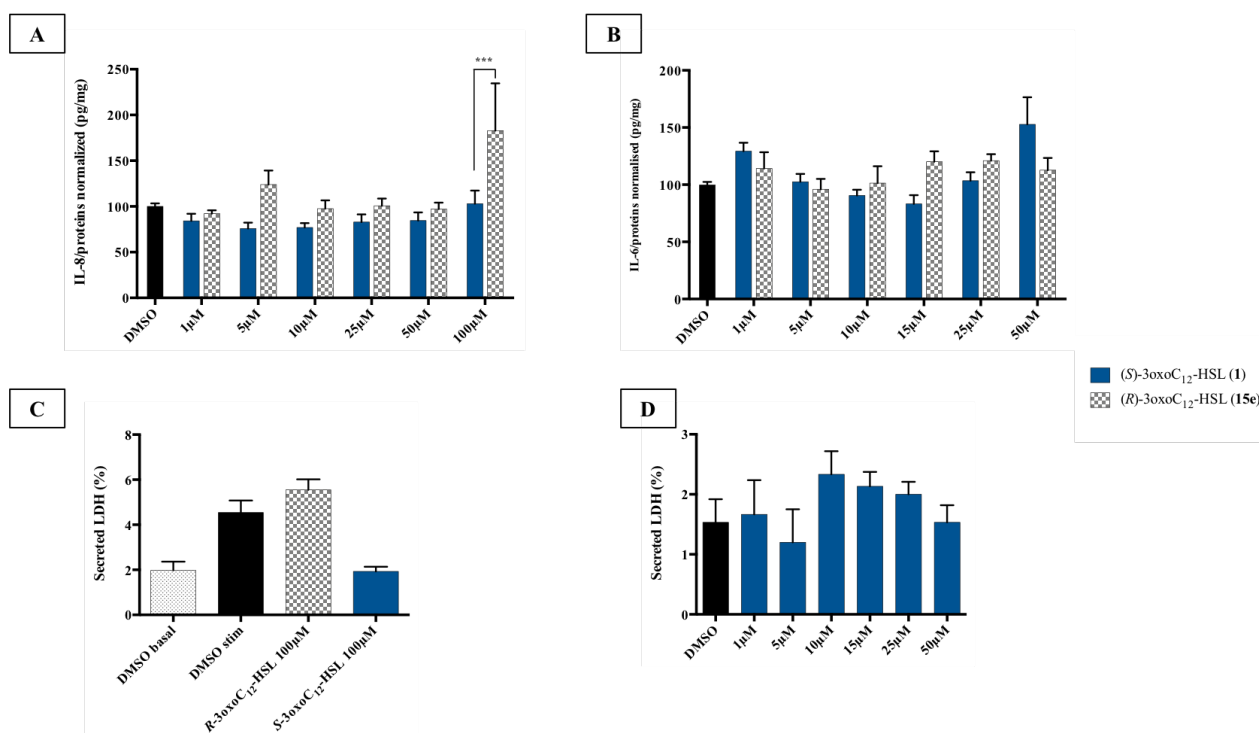 A
IL-8/proteins normalized (pg/mg)
250
200
150
100
50
0
***
DMSO
1µM
5µM
10µM
25µM
50µM
100µM
B
IL-6/proteins normalised (pg/mg)
200
150
100
50
0
DMSO
1µM
5µM
10µM
15µM
25µM
50µM
(S)-3oxoC₁₂-HSL (1)
(R)-3oxoC₁₂-HSL (15e)
C
Secreted LDH (%)
8
6
4
2
0
DMSO basal
DMSO stim
R-3oxoC₁₂-HSL 100µM
S-3oxoC₁₂-HSL 100µM
D
Secreted LDH (%)
3
2
1
0
DMSO
1µM
5µM
10µM
15µM
25µM
50µM